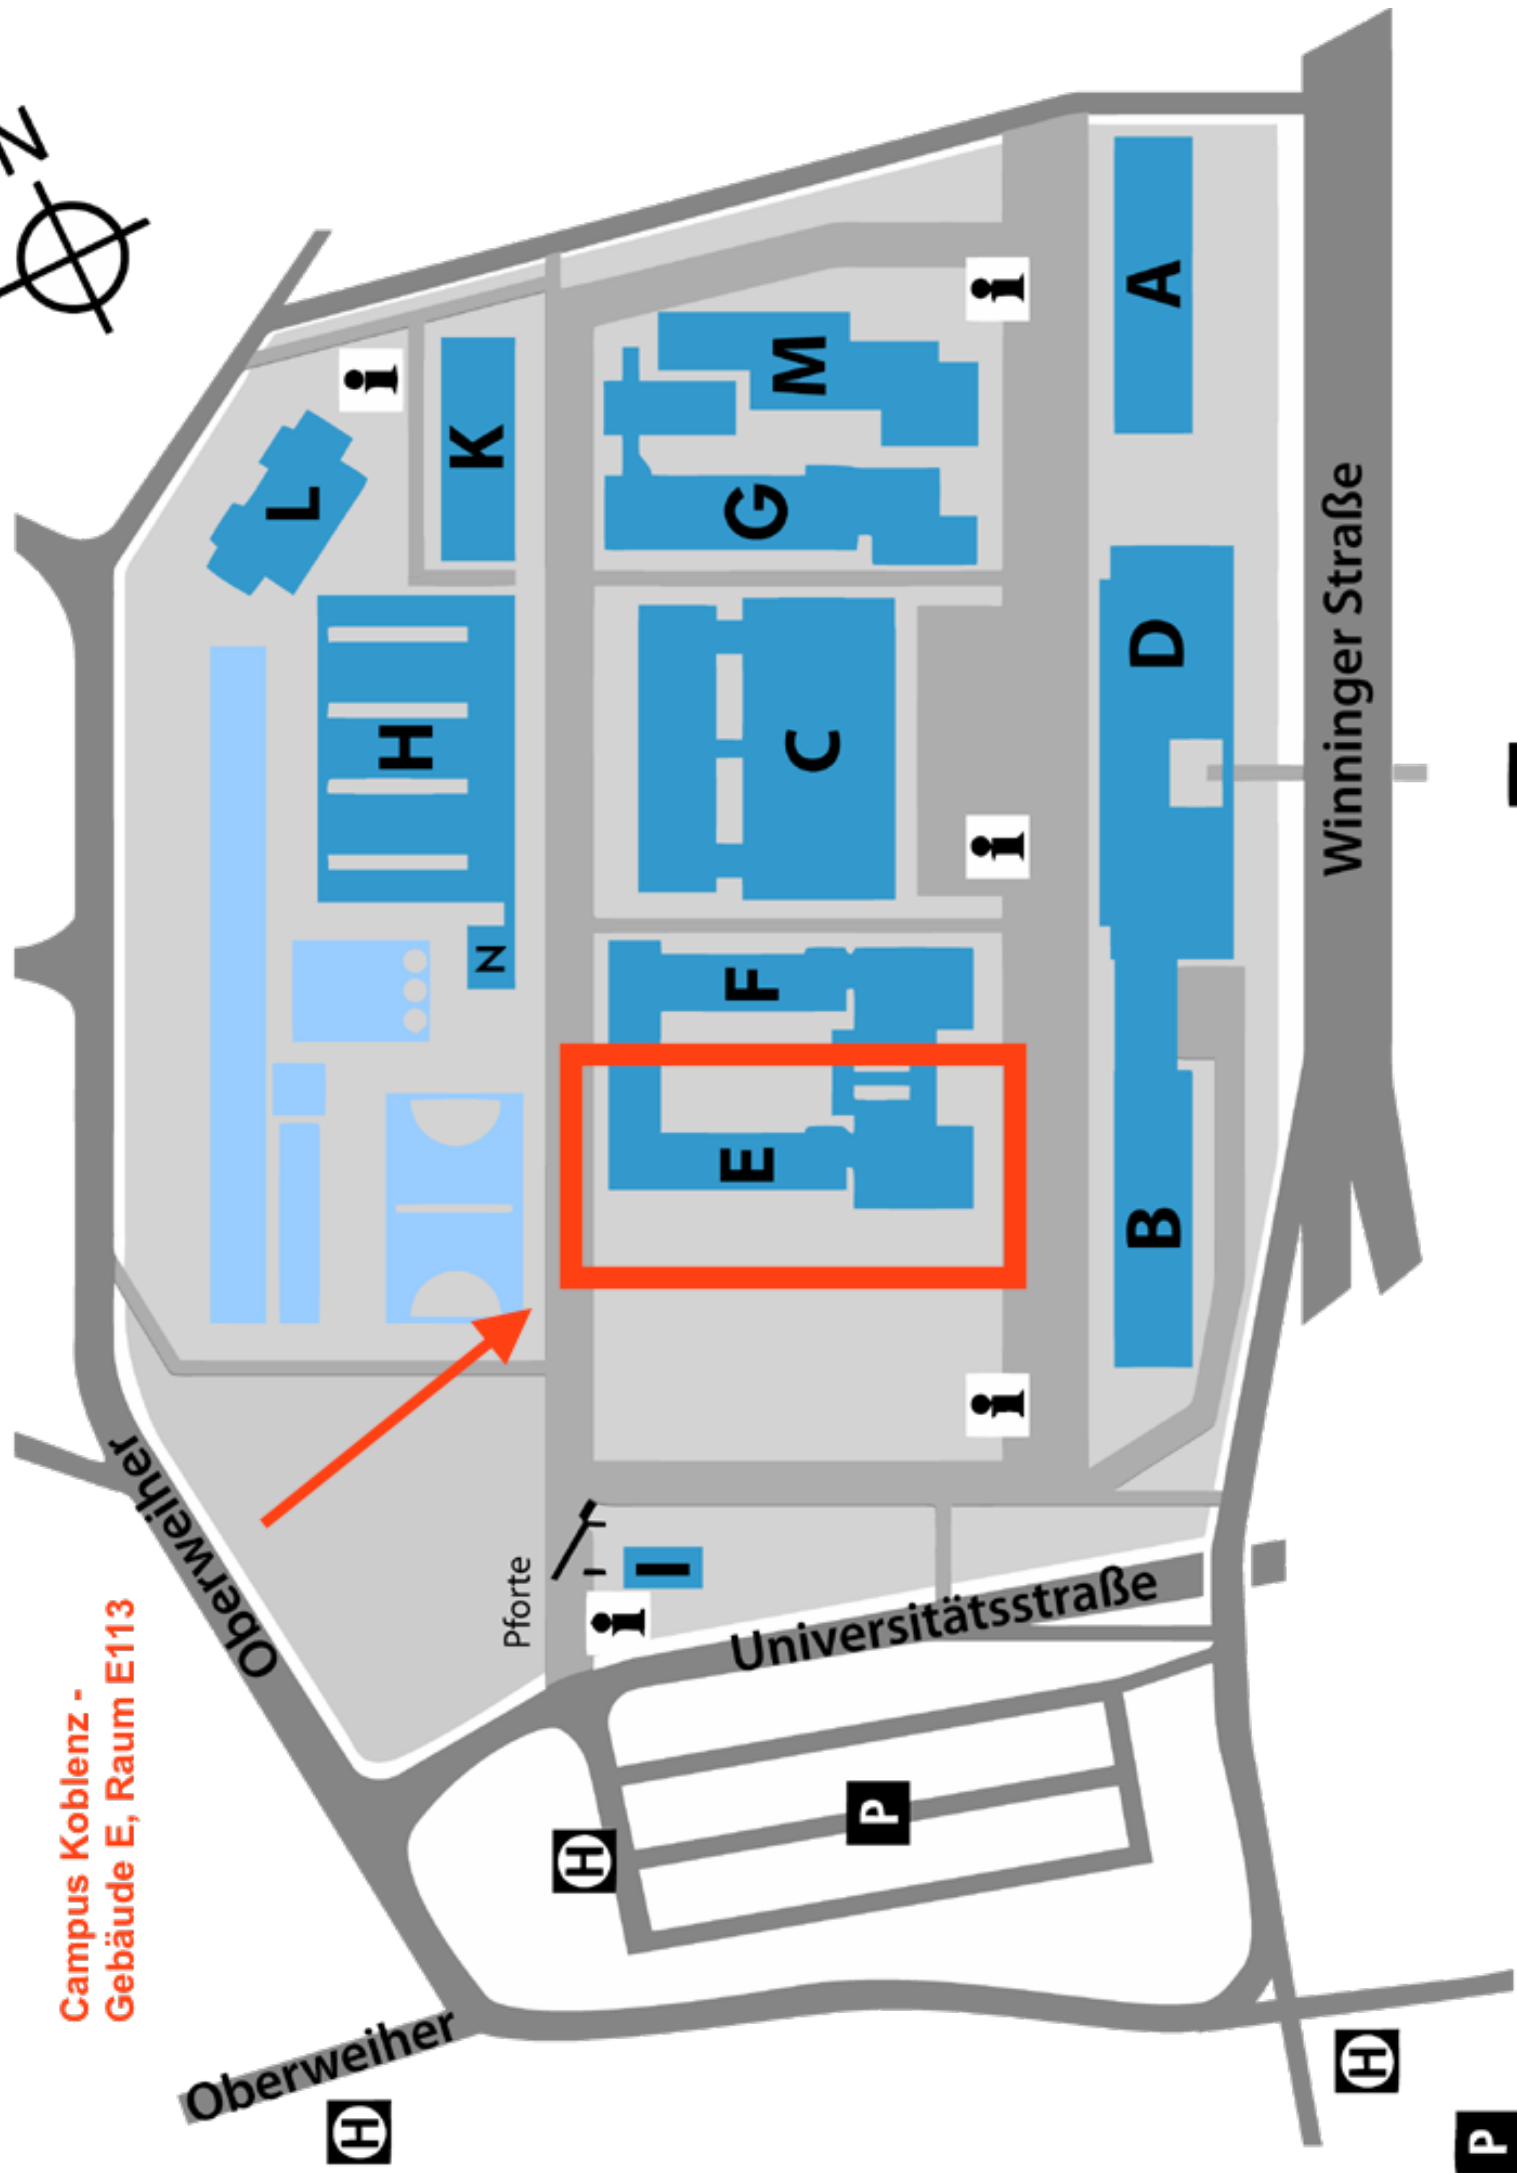 Campus Koblenz -
Gebäude E, Raum E113
Oberweiher
H
Oberweiher
H
Pforte
i
I
Universitätsstraße
P
H
P
L
i
K
H
N
M
G
C
F
E
i
i
i
A
D
B
Winninger Straße
N